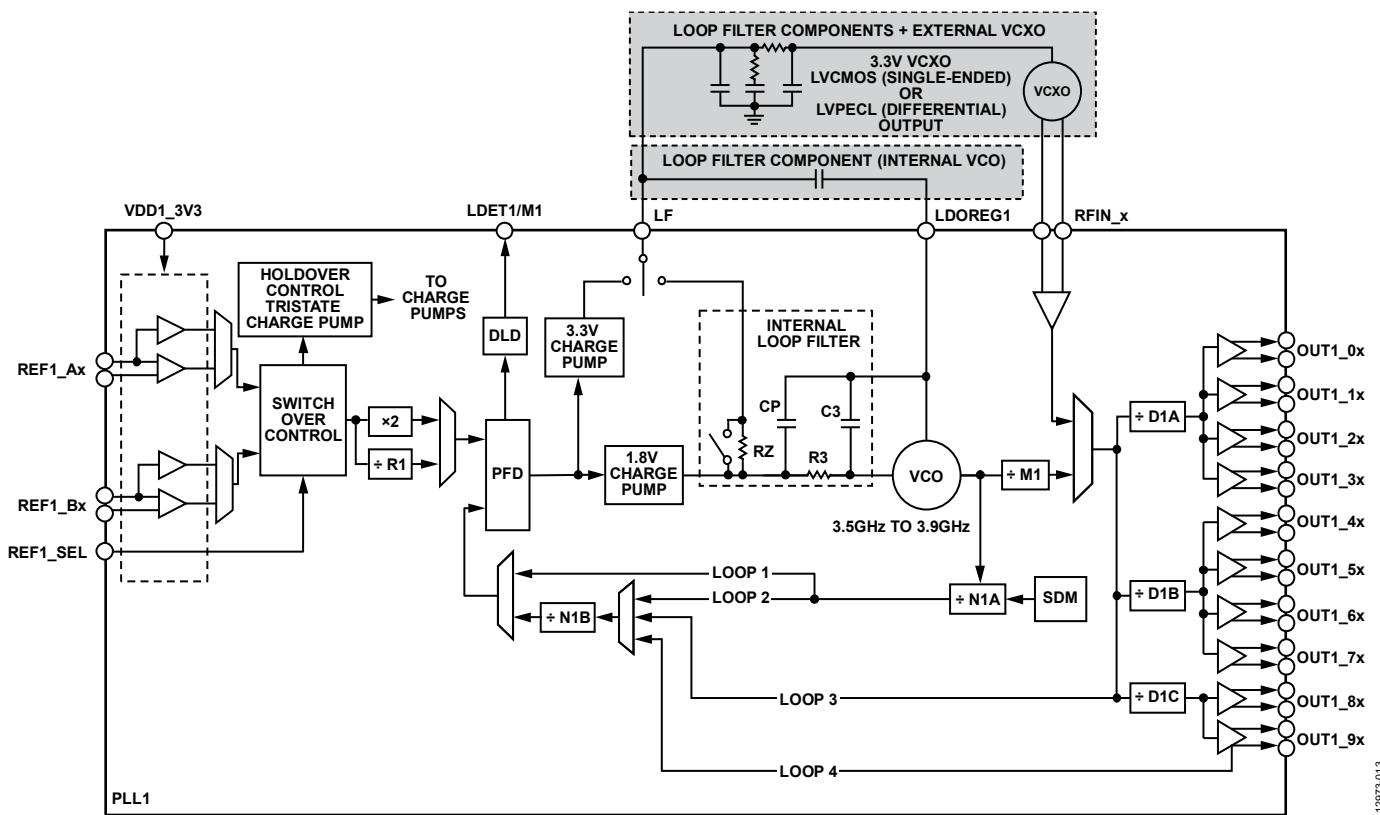 LOOP FILTER COMPONENTS + EXTERNAL VCXO
3.3V VCXO
LVCMOS (SINGLE-ENDED)
OR
LVPECL (DIFFERENTIAL)
OUTPUT
VCXO
LOOP FILTER COMPONENT (INTERNAL VCO)
VDD1_3V3
LDET1/M1
LF
LDOREG1
RFIN_x
HOLDOVER
CONTROL
TRISTATE
CHARGE PUMP
TO
CHARGE
PUMPS
DLD
3.3V
CHARGE
PUMP
INTERNAL
LOOP FILTER
REF1_Ax
SWITCH
OVER
CONTROL
×2
÷ R1
PFD
1.8V
CHARGE
PUMP
RZ
CP
C3
R3
VCO
3.5GHz TO 3.9GHz
÷ M1
REF1_Bx
REF1_SEL
LOOP 1
LOOP 2
÷ N1B
÷ N1A
SDM
LOOP 3
LOOP 4
÷ D1A
÷ D1B
÷ D1C
OUT1_0x
OUT1_1x
OUT1_2x
OUT1_3x
OUT1_4x
OUT1_5x
OUT1_6x
OUT1_7x
OUT1_8x
OUT1_9x
PLL1
12973-013